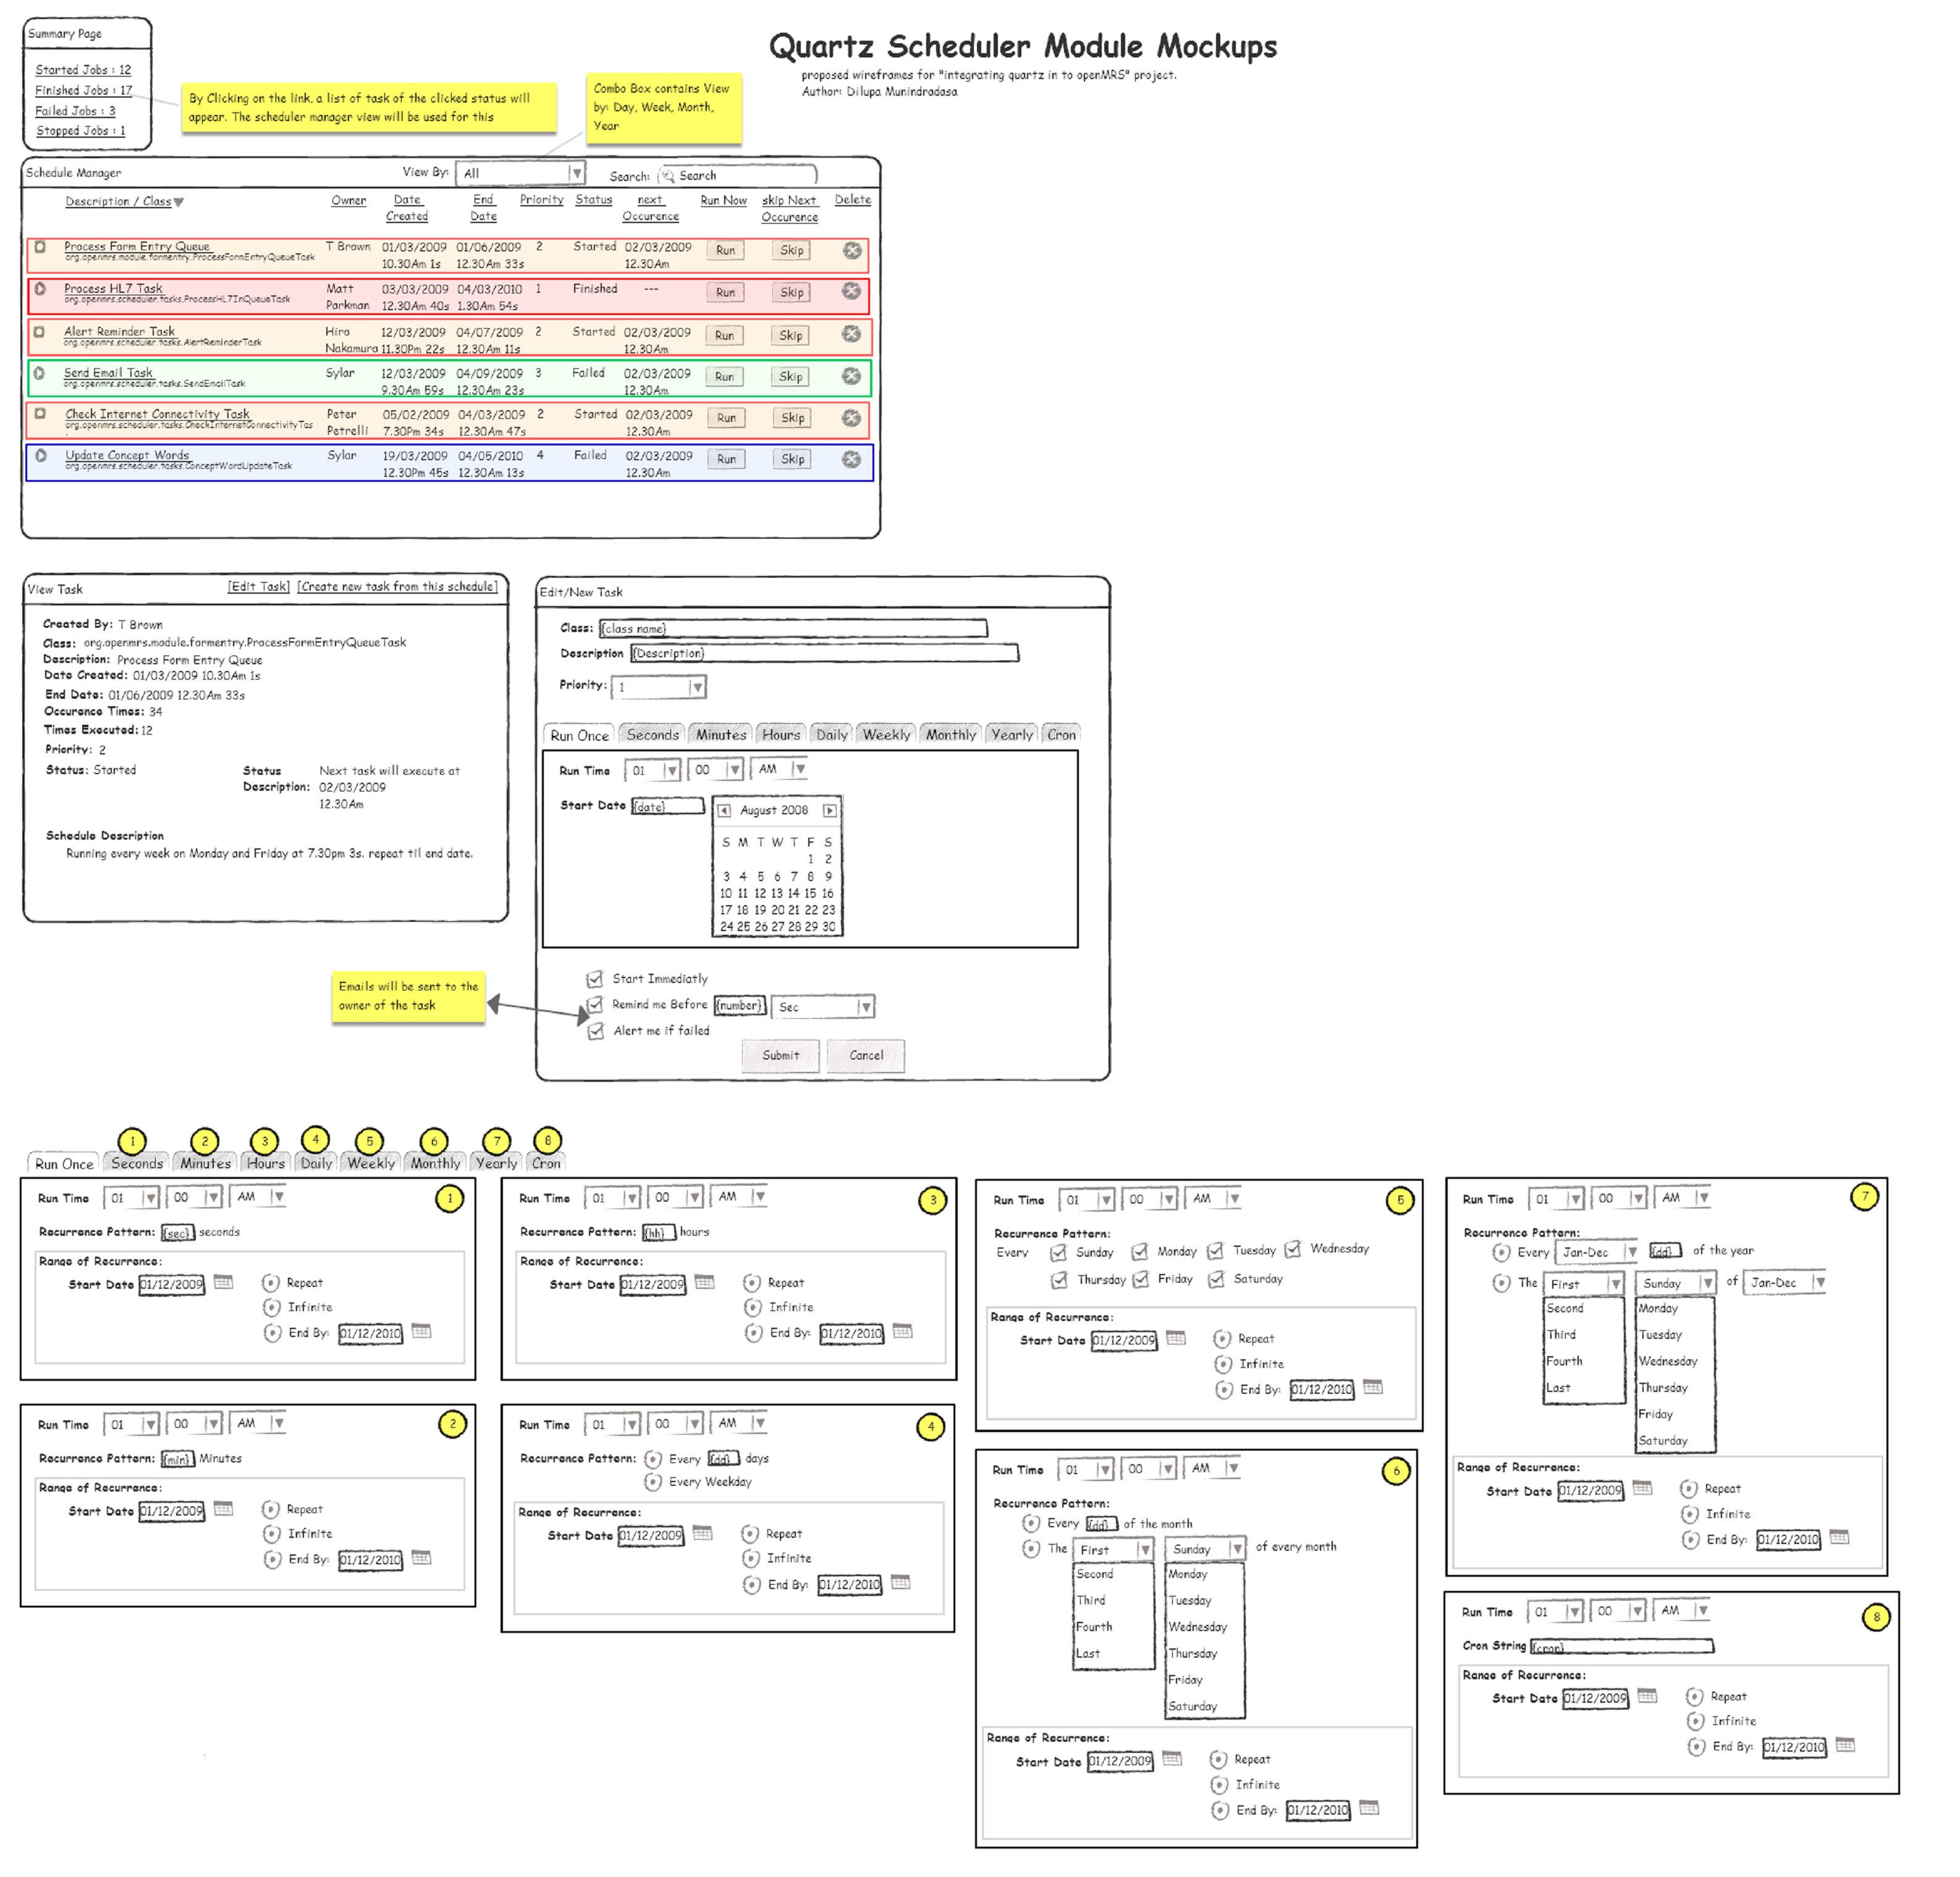 Quartz Scheduler Module Mockups
proposed wireframes for "integrating quartz in to openMRS" project.
Author: Dilupa Munindradasa
Summary Page
Started Jobs : 12
Finished Jobs : 17
Failed Jobs : 3
Stopped Jobs : 1
By Clicking on the link, a list of task of the clicked status will
appear. The scheduler manager view will be used for this
Combo Box contains View
by: Day, Week, Month,
Year
Schedule Manager View By: All Search: Search
Description / Class Owner Date Created End Date Priority Status next Occurence Run Now skip Next Occurence Delete
Process Form Entry Queue T Brown 01/03/2009 01/06/2009 2 Started 02/03/2009 Run Skip
org.openmrs.module.formentry.ProcessFormEntryQueueTask 10.30Am 1s 12.30Am 33s 12.30Am
Process HL7 Task Matt 03/03/2009 04/03/2010 1 Finished --- Run Skip
org.openmrs.scheduler.tasks.ProcessHL7InQueueTask Parkman 12.30Am 40s 1.30Am 54s
Alert Reminder Task Hiro 12/03/2009 04/07/2009 2 Started 02/03/2009 Run Skip
org.openmrs.scheduler.tasks.AlertReminderTask Nakamura 11.30Pm 22s 12.30Am 11s 12.30Am
Send Email Task Sylar 12/03/2009 04/09/2009 3 Failed 02/03/2009 Run Skip
org.openmrs.scheduler.tasks.SendEmailTask 9.30Am 59s 12.30Am 23s 12.30Am
Check Internet Connectivity Task Peter 05/02/2009 04/03/2009 2 Started 02/03/2009 Run Skip
org.openmrs.scheduler.tasks.CheckInternetConnectivityTas Petrelli 7.30Pm 34s 12.30Am 47s 12.30Am
Update Concept Words Sylar 19/03/2009 04/05/2010 4 Failed 02/03/2009 Run Skip
org.openmrs.scheduler.tasks.ConceptWordUpdateTask 12.30Pm 45s 12.30Am 13s 12.30Am
View Task [Edit Task] [Create new task from this schedule]
Created By: T Brown
Class: org.openmrs.module.formentry.ProcessFormEntryQueueTask
Description: Process Form Entry Queue
Date Created: 01/03/2009 10.30Am 1s
End Date: 01/06/2009 12.30Am 33s
Occurance Times: 34
Times Executed: 12
Priority: 2
Status: Started Status Description: Next task will execute at
02/03/2009
12.30Am
Schedule Description
Running every week on Monday and Friday at 7.30pm 3s. repeat til end date.
Edit/New Task
Class: {class name}
Description {Description}
Priority: 1
Run Once Seconds Minutes Hours Daily Weekly Monthly Yearly Cron
Run Time 01 00 AM
Start Date {date}
August 2008
S M T W T F S
1 2
3 4 5 6 7 8 9
10 11 12 13 14 15 16
17 18 19 20 21 22 23
24 25 26 27 28 29 30
Start Immediatly
Remind me Before {number} Sec
Alert me if failed
Submit Cancel
Emails will be sent to the
owner of the task
1 2 3 4 5 6 7 8
Run Once Seconds Minutes Hours Daily Weekly Monthly Yearly Cron
Run Time 01 00 AM 1
Recurrence Pattern: {sec} seconds
Range of Recurrence:
Start Date 01/12/2009 Repeat
Infinite
End By: 01/12/2010
Run Time 01 00 AM 2
Recurrence Pattern: {min} Minutes
Range of Recurrence:
Start Date 01/12/2009 Repeat
Infinite
End By: 01/12/2010
Run Time 01 00 AM 3
Recurrence Pattern: {hh} hours
Range of Recurrence:
Start Date 01/12/2009 Repeat
Infinite
End By: 01/12/2010
Run Time 01 00 AM 4
Recurrence Pattern: Every {dd} days
Every Weekday
Range of Recurrence:
Start Date 01/12/2009 Repeat
Infinite
End By: 01/12/2010
Run Time 01 00 AM 5
Recurrence Pattern:
Every Sunday Monday Tuesday Wednesday
Thursday Friday Saturday
Range of Recurrence:
Start Date 01/12/2009 Repeat
Infinite
End By: 01/12/2010
Run Time 01 00 AM 6
Recurrence Pattern:
Every {dd} of the month
The First Sunday of every month
Second Monday
Third Tuesday
Fourth Wednesday
Last Thursday
Friday
Saturday
Range of Recurrence:
Start Date 01/12/2009 Repeat
Infinite
End By: 01/12/2010
Run Time 01 00 AM 7
Recurrence Pattern:
Every Jan-Dec {dd} of the year
The First Sunday of Jan-Dec
Second Monday
Third Tuesday
Fourth Wednesday
Last Thursday
Friday
Saturday
Range of Recurrence:
Start Date 01/12/2009 Repeat
Infinite
End By: 01/12/2010
Run Time 01 00 AM 8
Cron String {cron}
Range of Recurrence:
Start Date 01/12/2009 Repeat
Infinite
End By: 01/12/2010